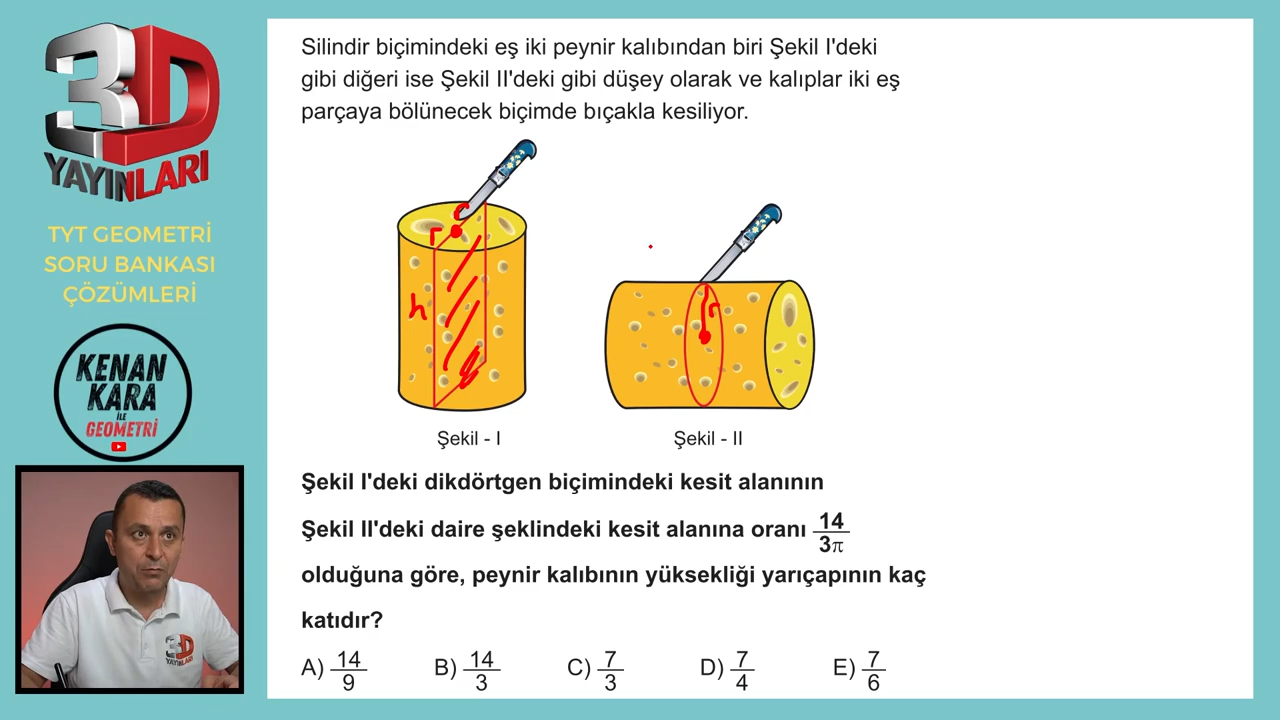 3D
YAYINLARI
TYT GEOMETRİ
SORU BANKASI
ÇÖZÜMLERİ
KENAN
KARA
İLE
GEOMETRİ
3D
YAYINLARI
Silindir biçimindeki eş iki peynir kalıbından biri Şekil I'deki
gibi diğeri ise Şekil II'deki gibi düşey olarak ve kalıplar iki eş
parçaya bölünecek biçimde bıçakla kesiliyor.
r r
h
r
Şekil - I Şekil - II
Şekil I'deki dikdörtgen biçimindeki kesit alanının
Şekil II'deki daire şeklindeki kesit alanına oranı 14/3π
olduğuna göre, peynir kalıbının yüksekliği yarıçapının kaç
katıdır?
A) 14/9 B) 14/3 C) 7/3 D) 7/4 E) 7/6